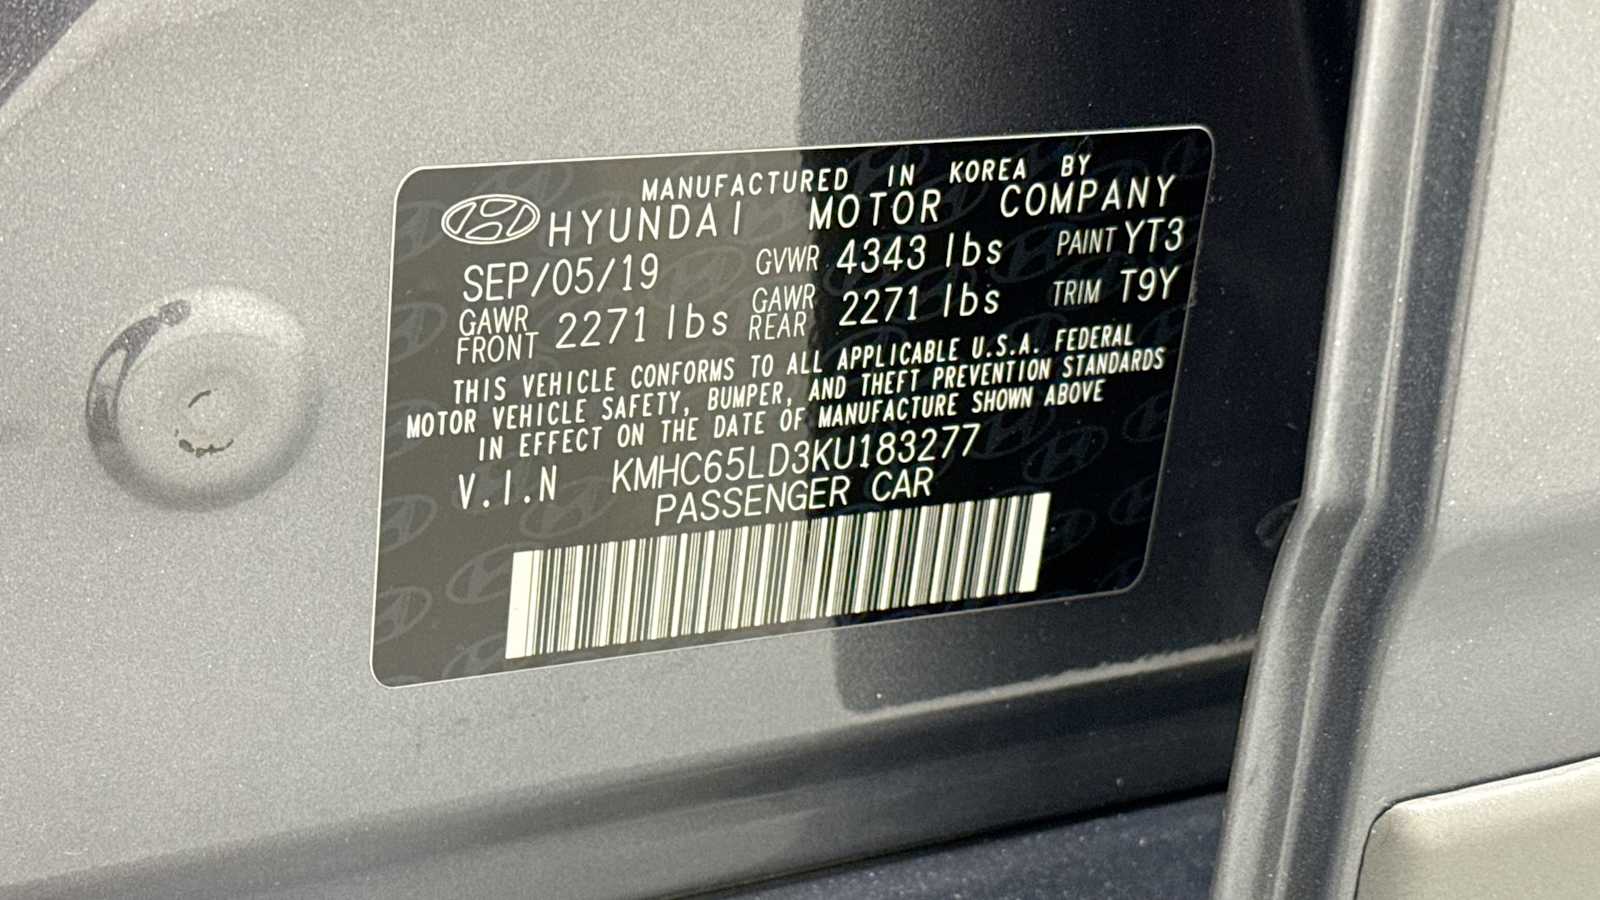 MANUFACTURED IN KOREA BY
HYUNDAI MOTOR COMPANY
SEP/05/19 GVWR 4343 lbs PAINT YT3
GAWR FRONT 2271 lbs GAWR REAR 2271 lbs TRIM T9Y
THIS VEHICLE CONFORMS TO ALL APPLICABLE U.S.A. FEDERAL
MOTOR VEHICLE SAFETY, BUMPER, AND THEFT PREVENTION STANDARDS
IN EFFECT ON THE DATE OF MANUFACTURE SHOWN ABOVE
V.I.N KMHC65LD3KU183277
PASSENGER CAR